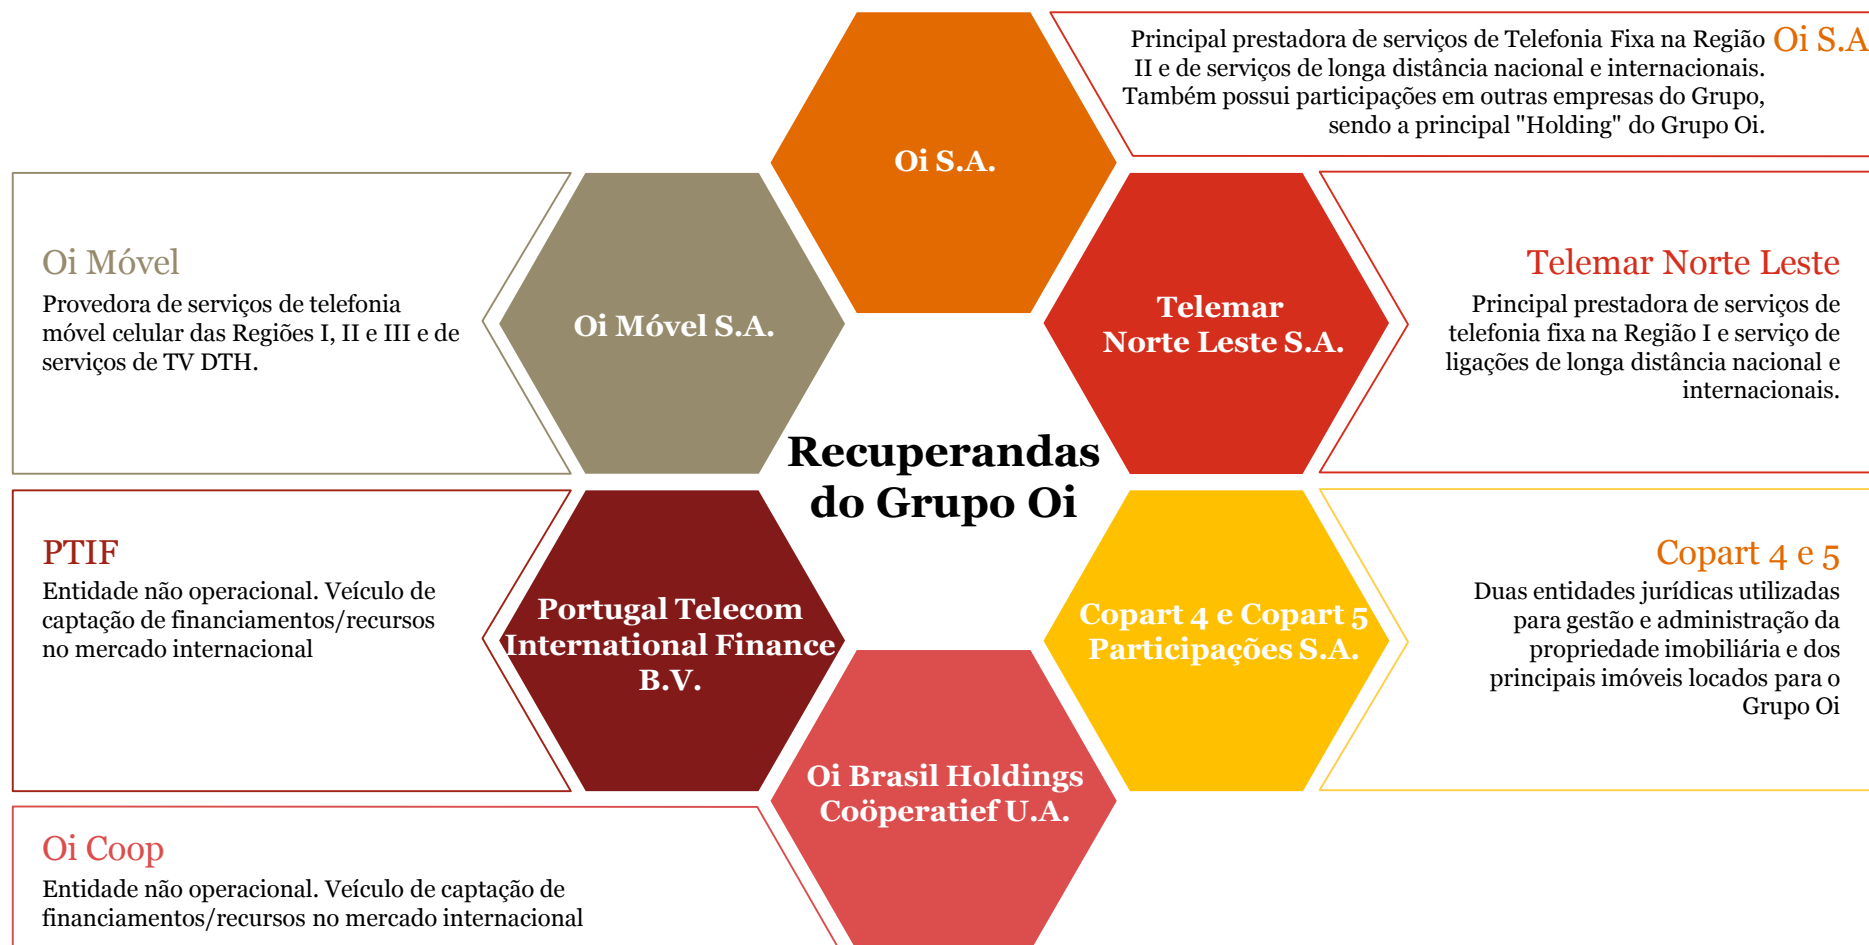 Oi S.A.
Oi S.A
Principal prestadora de serviços de Telefonia Fixa na Região
II e de serviços de longa distância nacional e internacionais.
Também possui participações em outras empresas do Grupo,
sendo a principal "Holding" do Grupo Oi.
Oi Móvel
Provedora de serviços de telefonia
móvel celular das Regiões I, II e III e de
serviços de TV DTH.
Oi Móvel S.A.
Telemar
Norte Leste S.A.
Telemar Norte Leste
Principal prestadora de serviços de
telefonia fixa na Região I e serviço de
ligações de longa distância nacional e
internacionais.
Recuperandas
do Grupo Oi
PTIF
Entidade não operacional. Veículo de
captação de financiamentos/recursos
no mercado internacional
Portugal Telecom
International Finance
B.V.
Copart 4 e Copart 5
Participações S.A.
Copart 4 e 5
Duas entidades jurídicas utilizadas
para gestão e administração da
propriedade imobiliária e dos
principais imóveis locados para o
Grupo Oi
Oi Brasil Holdings
Coöperatief U.A.
Oi Coop
Entidade não operacional. Veículo de captação de
financiamentos/recursos no mercado internacional